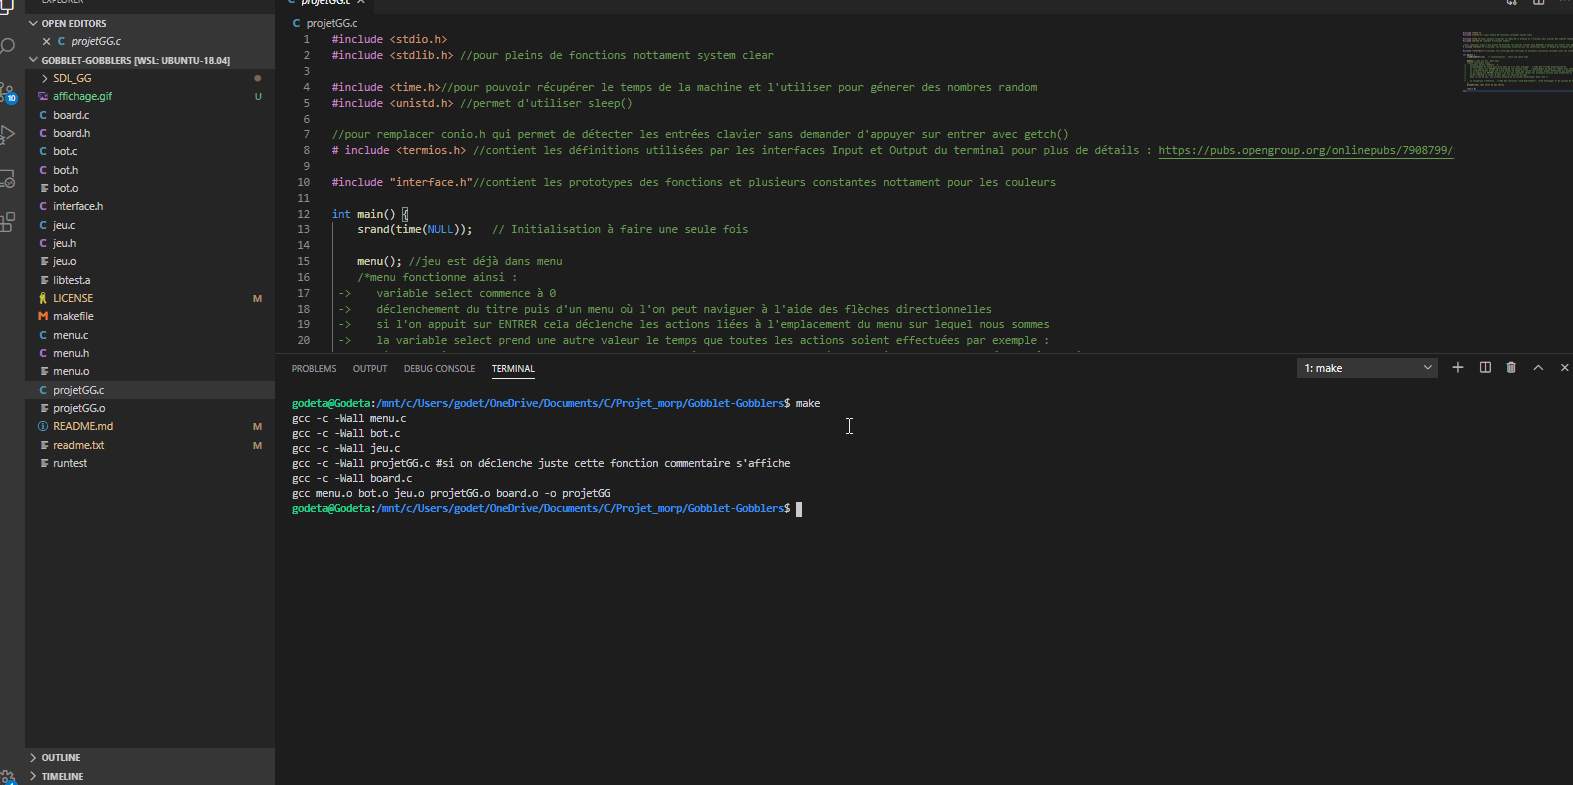 EXPLORER
OPEN EDITORS
projetGG.c
GOBBLET-GOBBLERS [WSL: UBUNTU-18.04]
SDL_GG
affichage.gif U
board.c
board.h
bot.c
bot.h
bot.o
interface.h
jeu.c
jeu.h
jeu.o
libtest.a
LICENSE M
makefile
menu.c
menu.h
menu.o
projetGG.c
projetGG.o
README.md M
readme.txt M
runtest
OUTLINE
TIMELINE
10
projetGG.c
projetGG.c
1 #include <stdio.h>
2 #include <stdlib.h> //pour pleins de fonctions nottament system clear
3
4 #include <time.h>//pour pouvoir récupérer le temps de la machine et l'utiliser pour génerer des nombres random
5 #include <unistd.h> //permet d'utiliser sleep()
6
7 //pour remplacer conio.h qui permet de détecter les entrées clavier sans demander d'appuyer sur entrer avec getch()
8 # include <termios.h> //contient les définitions utilisées par les interfaces Input et Output du terminal pour plus de détails : https://pubs.opengroup.org/onlinepubs/7908799/
9
10 #include "interface.h"//contient les prototypes des fonctions et plusieurs constantes nottament pour les couleurs
11
12 int main() {
13 srand(time(NULL)); // Initialisation à faire une seule fois
14
15 menu(); //jeu est déjà dans menu
16 /*menu fonctionne ainsi :
17 -> variable select commence à 0
18 -> déclenchement du titre puis d'un menu où l'on peut naviguer à l'aide des flèches directionnelles
19 -> si l'on appuit sur ENTRER cela déclenche les actions liées à l'emplacement du menu sur lequel nous sommes
20 -> la variable select prend une autre valeur le temps que toutes les actions soient effectuées par exemple :
PROBLEMS OUTPUT DEBUG CONSOLE TERMINAL 1: make
godeta@Godeta:/mnt/c/Users/godet/OneDrive/Documents/C/Projet_morp/Gobblet-Gobblers$ make
gcc -c -Wall menu.c
gcc -c -Wall bot.c
gcc -c -Wall jeu.c
gcc -c -Wall projetGG.c #si on déclenche juste cette fonction commentaire s'affiche
gcc -c -Wall board.c
gcc menu.o bot.o jeu.o projetGG.o board.o -o projetGG
godeta@Godeta:/mnt/c/Users/godet/OneDrive/Documents/C/Projet_morp/Gobblet-Gobblers$